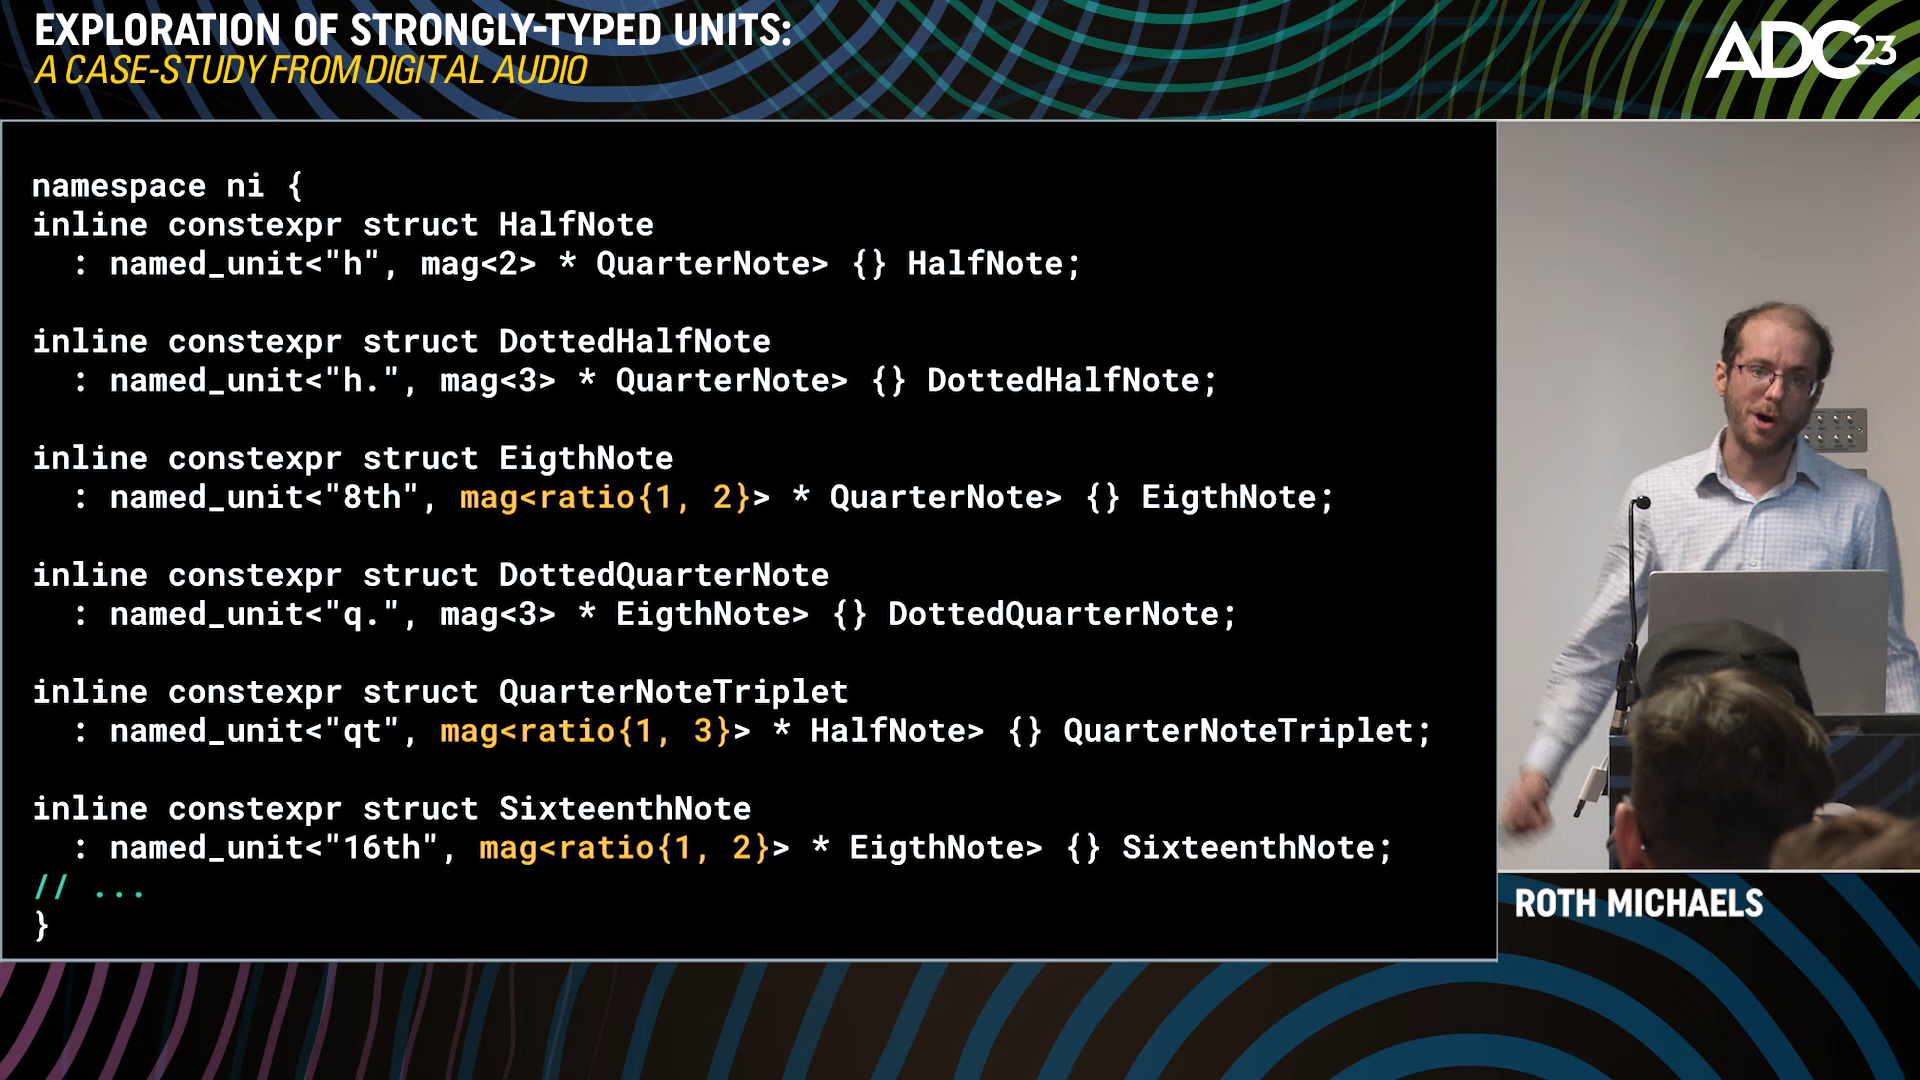 EXPLORATION OF STRONGLY-TYPED UNITS:
A CASE-STUDY FROM DIGITAL AUDIO
ADC23
namespace ni {
inline constexpr struct HalfNote
  : named_unit<"h", mag<2> * QuarterNote> {} HalfNote;
inline constexpr struct DottedHalfNote
  : named_unit<"h.", mag<3> * QuarterNote> {} DottedHalfNote;
inline constexpr struct EigthNote
  : named_unit<"8th", mag<ratio{1, 2}> * QuarterNote> {} EigthNote;
inline constexpr struct DottedQuarterNote
  : named_unit<"q.", mag<3> * EigthNote> {} DottedQuarterNote;
inline constexpr struct QuarterNoteTriplet
  : named_unit<"qt", mag<ratio{1, 3}> * HalfNote> {} QuarterNoteTriplet;
inline constexpr struct SixteenthNote
  : named_unit<"16th", mag<ratio{1, 2}> * EigthNote> {} SixteenthNote;
// ...
}
ROTH MICHAELS